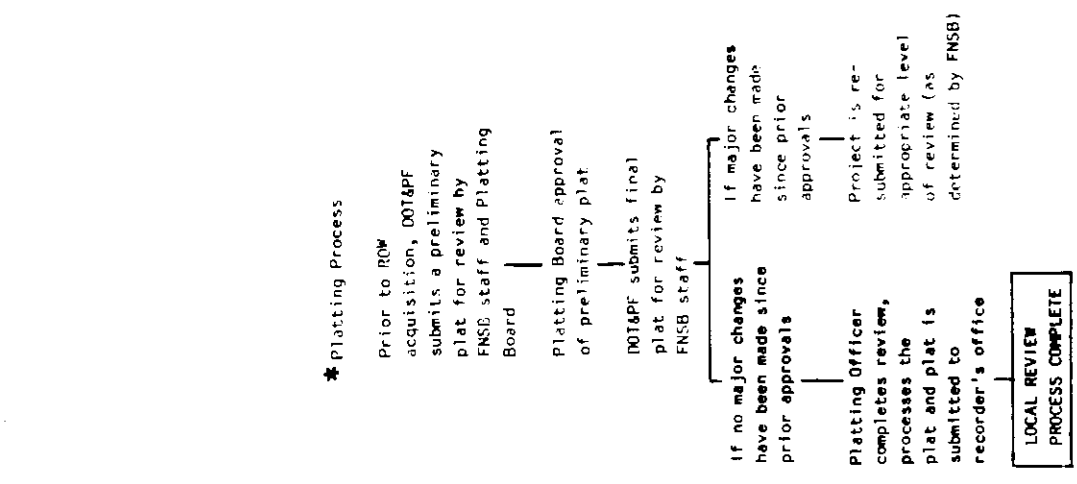 * Platting Process
Prior to ROW
acquisition, DOT&PF
submits a preliminary
plat for review by
FNSB staff and Platting
Board
Platting Board approval
of preliminary plat
DOT&PF submits final
plat for review by
FNSB staff
If no major changes
have been made since
prior approvals
Platting Officer
completes review,
processes the
plat and plat is
submitted to
recorder's office
LOCAL REVIEW
PROCESS COMPLETE
If major changes
have been made
since prior
approvals
Project is re-
submitted for
appropriate level
of review (as
determined by FNSB)